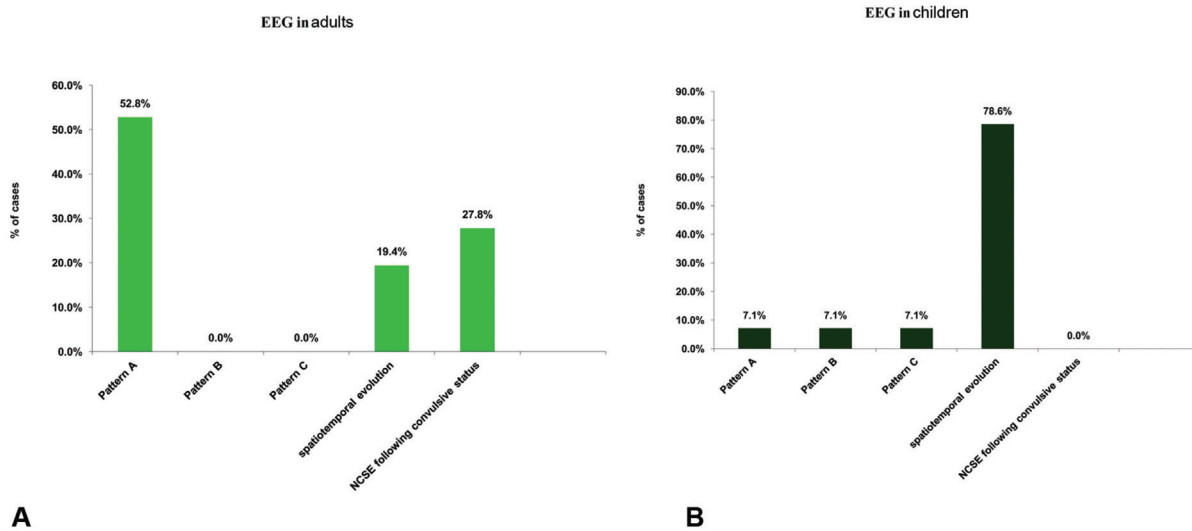 EEG in adults
60.0%
50.0%
40.0%
30.0%
20.0%
10.0%
0.0%
% of cases
52.8%
0.0%
0.0%
19.4%
27.8%
Pattern A
Pattern B
Pattern C
spatiotemporal evolution
NCSE following convulsive status
A
EEG in children
90.0%
80.0%
70.0%
60.0%
50.0%
40.0%
30.0%
20.0%
10.0%
0.0%
% of cases
7.1%
7.1%
7.1%
78.6%
0.0%
Pattern A
Pattern B
Pattern C
spatiotemporal evolution
NCSE following convulsive status
B